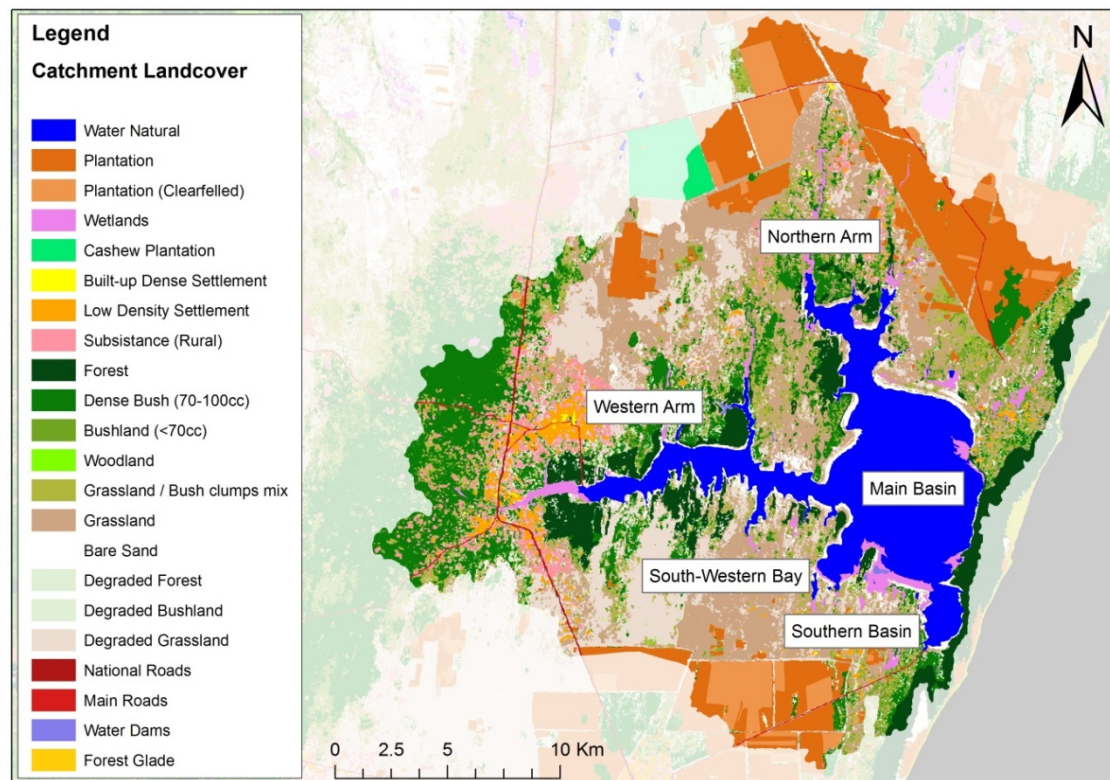 Legend
Catchment Landcover
Water Natural
Plantation
Plantation (Clearfelled)
Wetlands
Cashew Plantation
Built-up Dense Settlement
Low Density Settlement
Subsistance (Rural)
Forest
Dense Bush (70-100cc)
Bushland (<70cc)
Woodland
Grassland / Bush clumps mix
Grassland
Bare Sand
Degraded Forest
Degraded Bushland
Degraded Grassland
National Roads
Main Roads
Water Dams
Forest Glade
N
Northern Arm
Western Arm
Main Basin
South-Western Bay
Southern Basin
0 2.5 5 10 Km